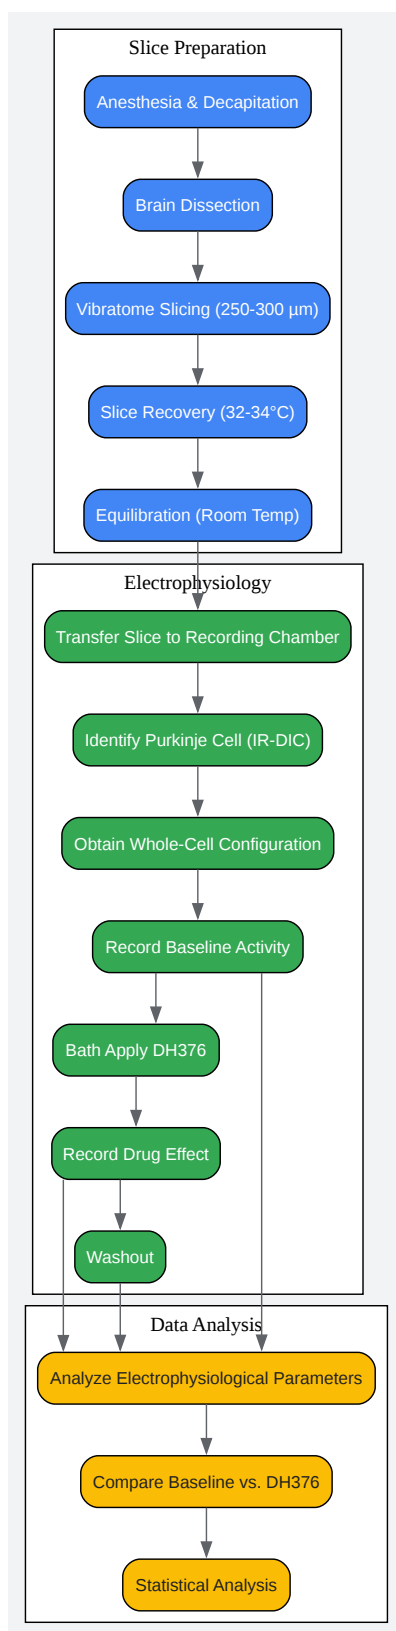 Slice Preparation
Anesthesia & Decapitation
Brain Dissection
Vibratome Slicing (250-300 µm)
Slice Recovery (32-34°C)
Equilibration (Room Temp)
Electrophysiology
Transfer Slice to Recording Chamber
Identify Purkinje Cell (IR-DIC)
Obtain Whole-Cell Configuration
Record Baseline Activity
Bath Apply DH376
Record Drug Effect
Washout
Data Analysis
Analyze Electrophysiological Parameters
Compare Baseline vs. DH376
Statistical Analysis